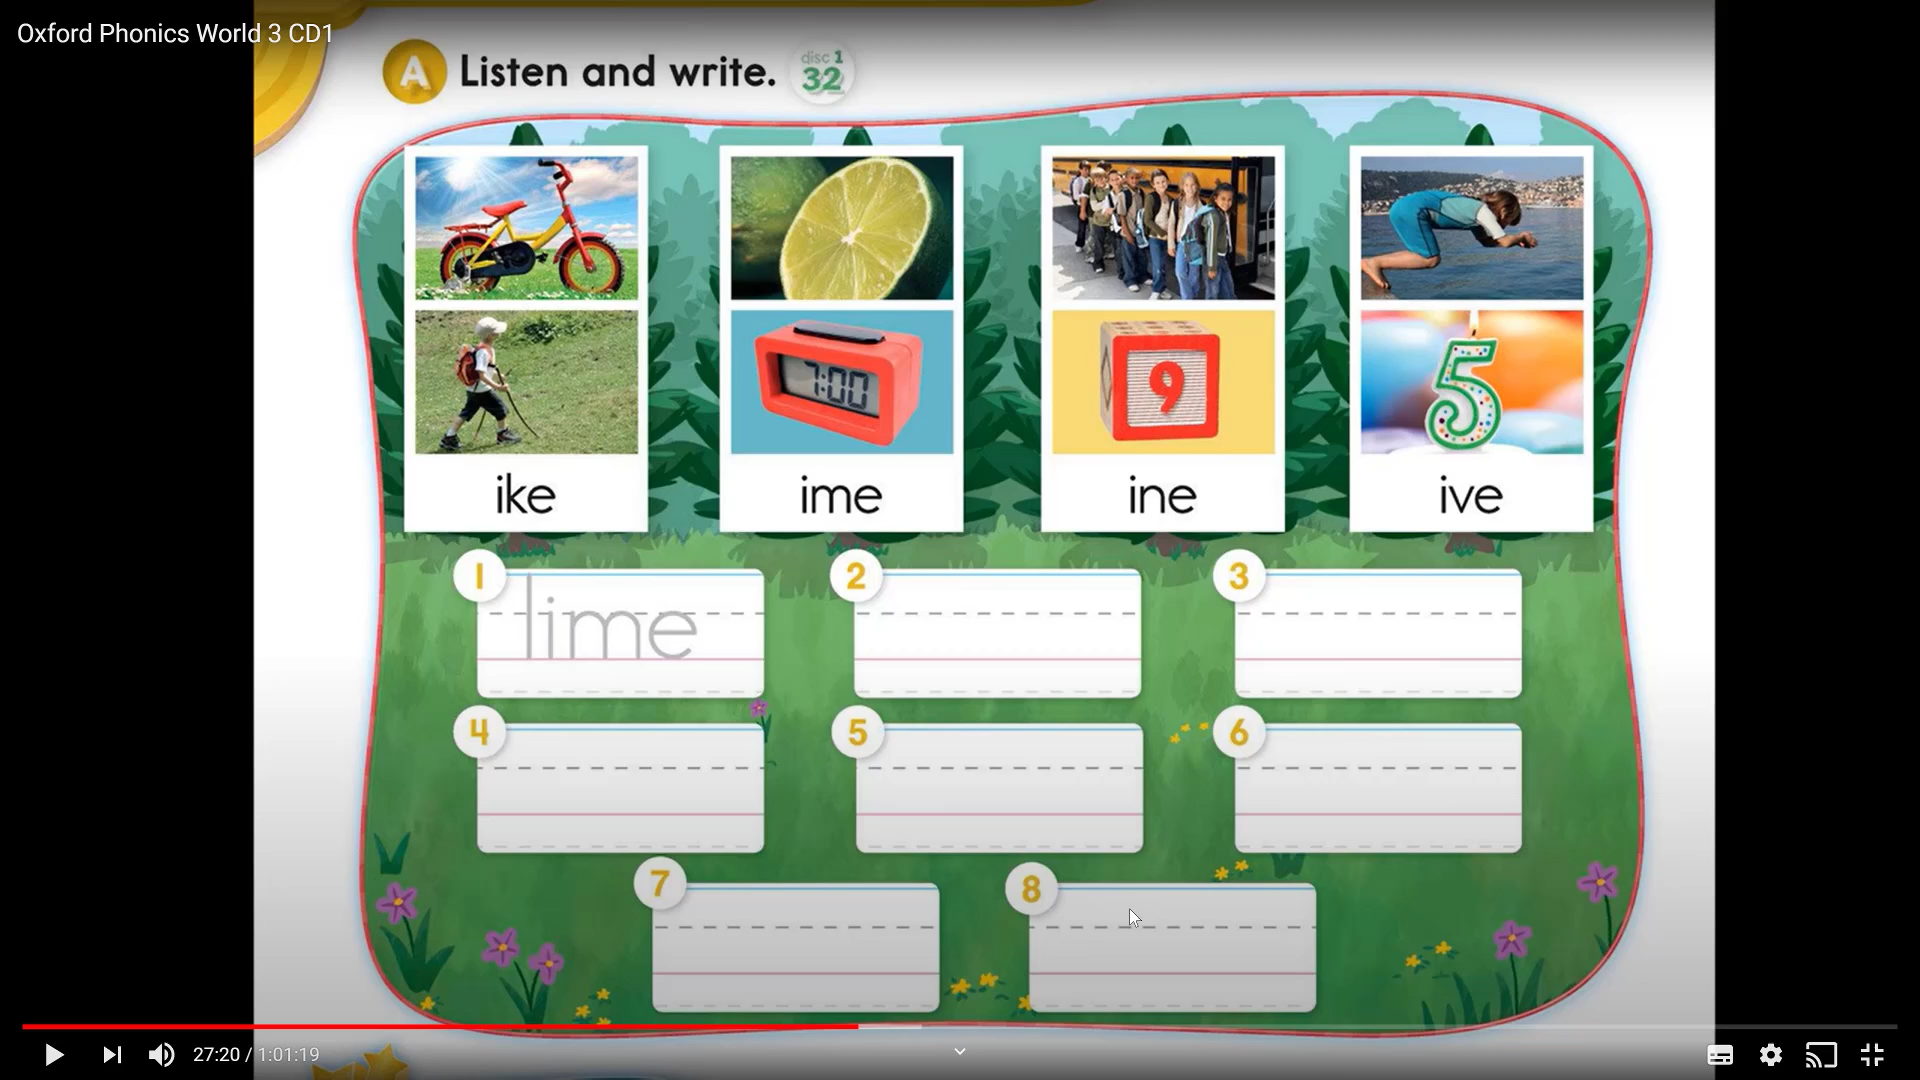 Oxford Phonics World 3 CD1
A Listen and write. disc 1 32
7:00
9
5
ike ime ine ive
1 lime 2 3
4 5 6
7 8
27:20 / 1:01:19